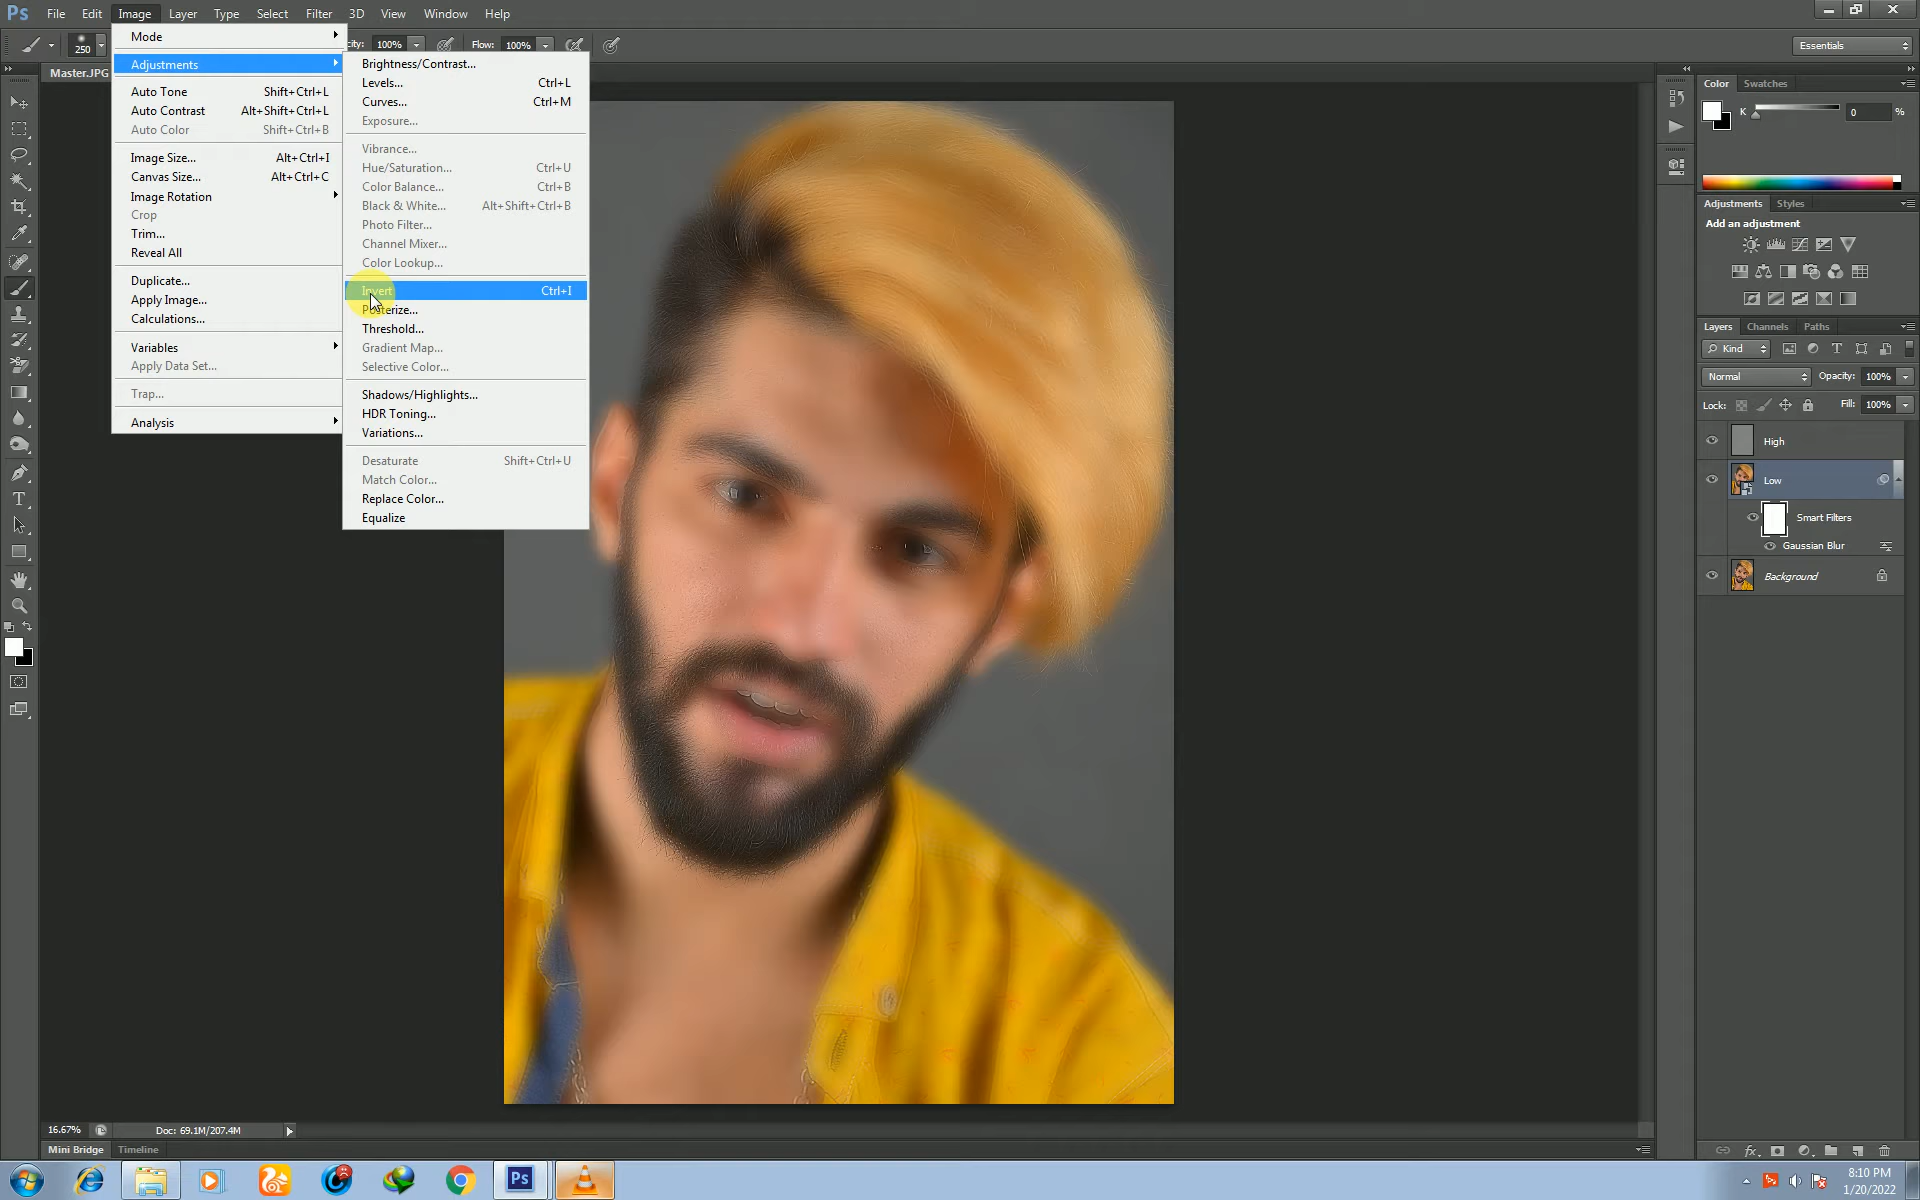 Ps File Edit Image Layer Type Select Filter 3D View Window Help
250 100% Flow: 100% Essentials
Master.JPG
Mode
Adjustments
Auto Tone Shift+Ctrl+L
Auto Contrast Alt+Shift+Ctrl+L
Auto Color Shift+Ctrl+B
Image Size... Alt+Ctrl+I
Canvas Size... Alt+Ctrl+C
Image Rotation
Crop
Trim...
Reveal All
Duplicate...
Apply Image...
Calculations...
Variables
Apply Data Set...
Trap...
Analysis
Brightness/Contrast...
Levels... Ctrl+L
Curves... Ctrl+M
Exposure...
Vibrance...
Hue/Saturation... Ctrl+U
Color Balance... Ctrl+B
Black & White... Alt+Shift+Ctrl+B
Photo Filter...
Channel Mixer...
Color Lookup...
Invert Ctrl+I
Posterize...
Threshold...
Gradient Map...
Selective Color...
Shadows/Highlights...
HDR Toning...
Variations...
Desaturate Shift+Ctrl+U
Match Color...
Replace Color...
Equalize
Color Swatches
K 0 %
Adjustments Styles
Add an adjustment
Layers Channels Paths
Kind
Normal Opacity: 100%
Lock: Fill: 100%
High
Low
Smart Filters
Gaussian Blur
Background
16.67% Doc: 69.1M/207.4M
Mini Bridge Timeline
Ps
8:10 PM
1/20/2022